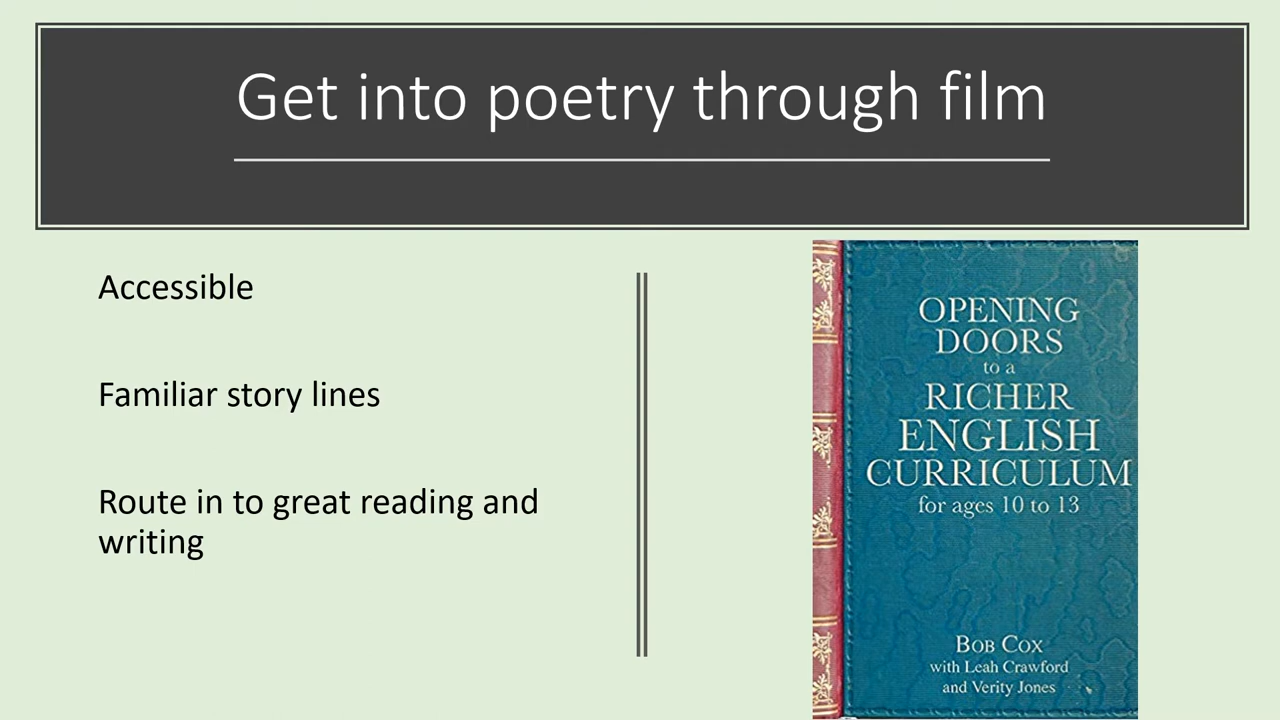 Get into poetry through film
Accessible
Familiar story lines
Route in to great reading and
writing
OPENING
DOORS
to a
RICHER
ENGLISH
CURRICULUM
for ages 10 to 13
BOB COX
with Leah Crawford
and Verity Jones